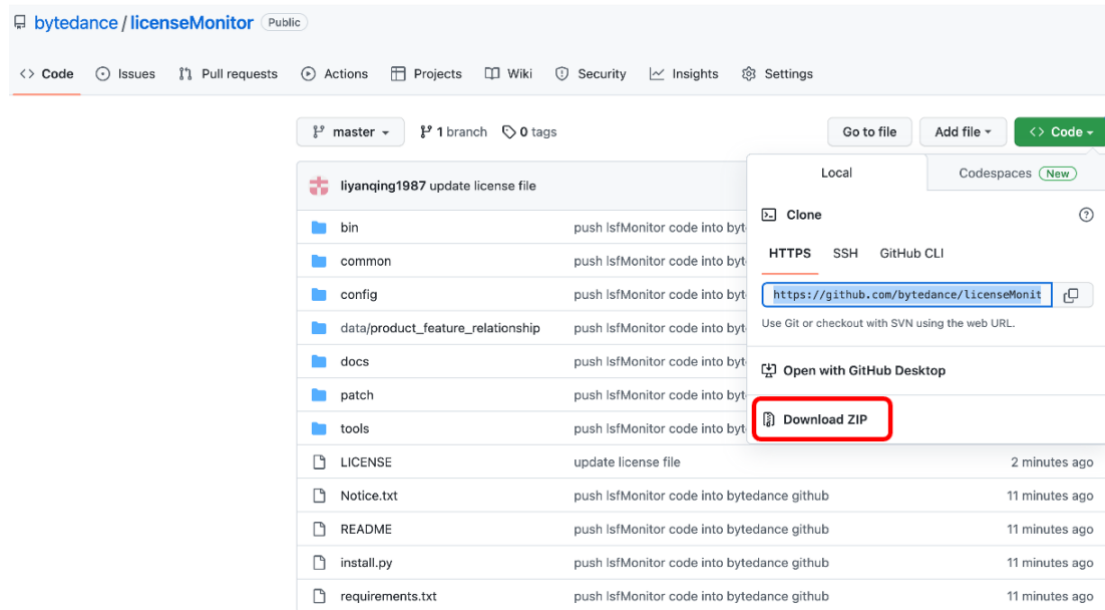 bytedance / licenseMonitor Public
<> Code Issues Pull requests Actions Projects Wiki Security Insights Settings
master 1 branch 0 tags Go to file Add file <> Code
Local Codespaces New
liyanqing1987 update license file
Clone
bin push lsfMonitor code into byt
HTTPS SSH GitHub CLI
common push lsfMonitor code into byt
config push lsfMonitor code into byt
https://github.com/bytedance/licenseMonit
data/product_feature_relationship push lsfMonitor code into byt
Use Git or checkout with SVN using the web URL.
docs push lsfMonitor code into byt
Open with GitHub Desktop
patch push lsfMonitor code into byt
Download ZIP
tools push lsfMonitor code into byt
LICENSE update license file 2 minutes ago
Notice.txt push lsfMonitor code into bytedance github 11 minutes ago
README push lsfMonitor code into bytedance github 11 minutes ago
install.py push lsfMonitor code into bytedance github 11 minutes ago
requirements.txt push lsfMonitor code into bytedance github 11 minutes ago